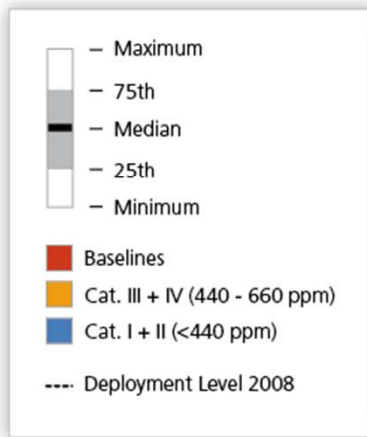 Maximum
75th
Median
25th
Minimum
Baselines
Cat. III + IV (440 - 660 ppm)
Cat. I + II (<440 ppm)
Deployment Level 2008